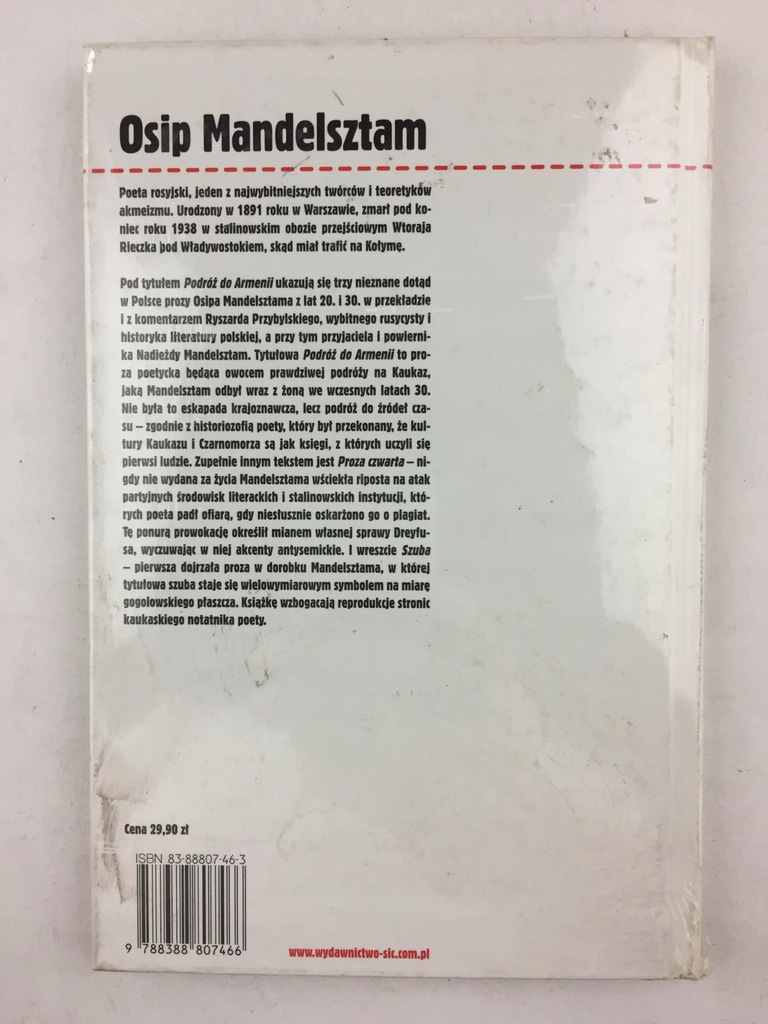 Osip Mandelsztam
Poeta rosyjski, jeden z najwybitniejszych twórców i teoretyków
akmeizmu. Urodzony w 1891 roku w Warszawie, zmarł pod ko-
niec roku 1938 w stalinowskim obozie przejściowym Wtoraja
Rieczka pod Władywostokiem, skąd miał trafić na Kołymę.
Pod tytułem Podróż do Armenii ukazują się trzy nieznane dotąd
w Polsce prozy Osipa Mandelsztama z lat 20. i 30. w przekładzie
i z komentarzem Ryszarda Przybylskiego, wybitnego rusycysty i
historyka literatury polskiej, a przy tym przyjaciela i powierni-
ka Nadieżdy Mandelsztam. Tytułowa Podróż do Armenii to pro-
za poetycka będąca owocem prawdziwej podróży na Kaukaz,
jaką Mandelsztam odbył wraz z żoną we wczesnych latach 30.
Nie była to eskapada krajoznawcza, lecz podróż do źródeł cza-
su – zgodnie z historiozofią poety, który był przekonany, że kul-
tury Kaukazu i Czarnomorza są jak księgi, z których uczyli się
pierwsi ludzie. Zupełnie innym tekstem jest Proza czwarta – ni-
gdy nie wydana za życia Mandelsztama wściekła riposta na atak
partyjnych środowisk literackich i stalinowskich instytucji, któ-
rych poeta padł ofiarą, gdy niesłusznie oskarżono go o plagiat.
Tę ponurą prowokację określił mianem własnej sprawy Dreyfu-
sa, wyczuwając w niej akcenty antysemickie. I wreszcie Szuba
– pierwsza dojrzała proza w dorobku Mandelsztama, w której
tytułowa szuba staje się wielowymiarowym symbolem na miarę
gogolowskiego płaszcza. Książkę wzbogacają reprodukcje stronic
kaukaskiego notatnika poety.
Cena 29,90 zł
ISBN 83-88807-46-3
9 788388 807466
www.wydawnictwo-sic.com.pl